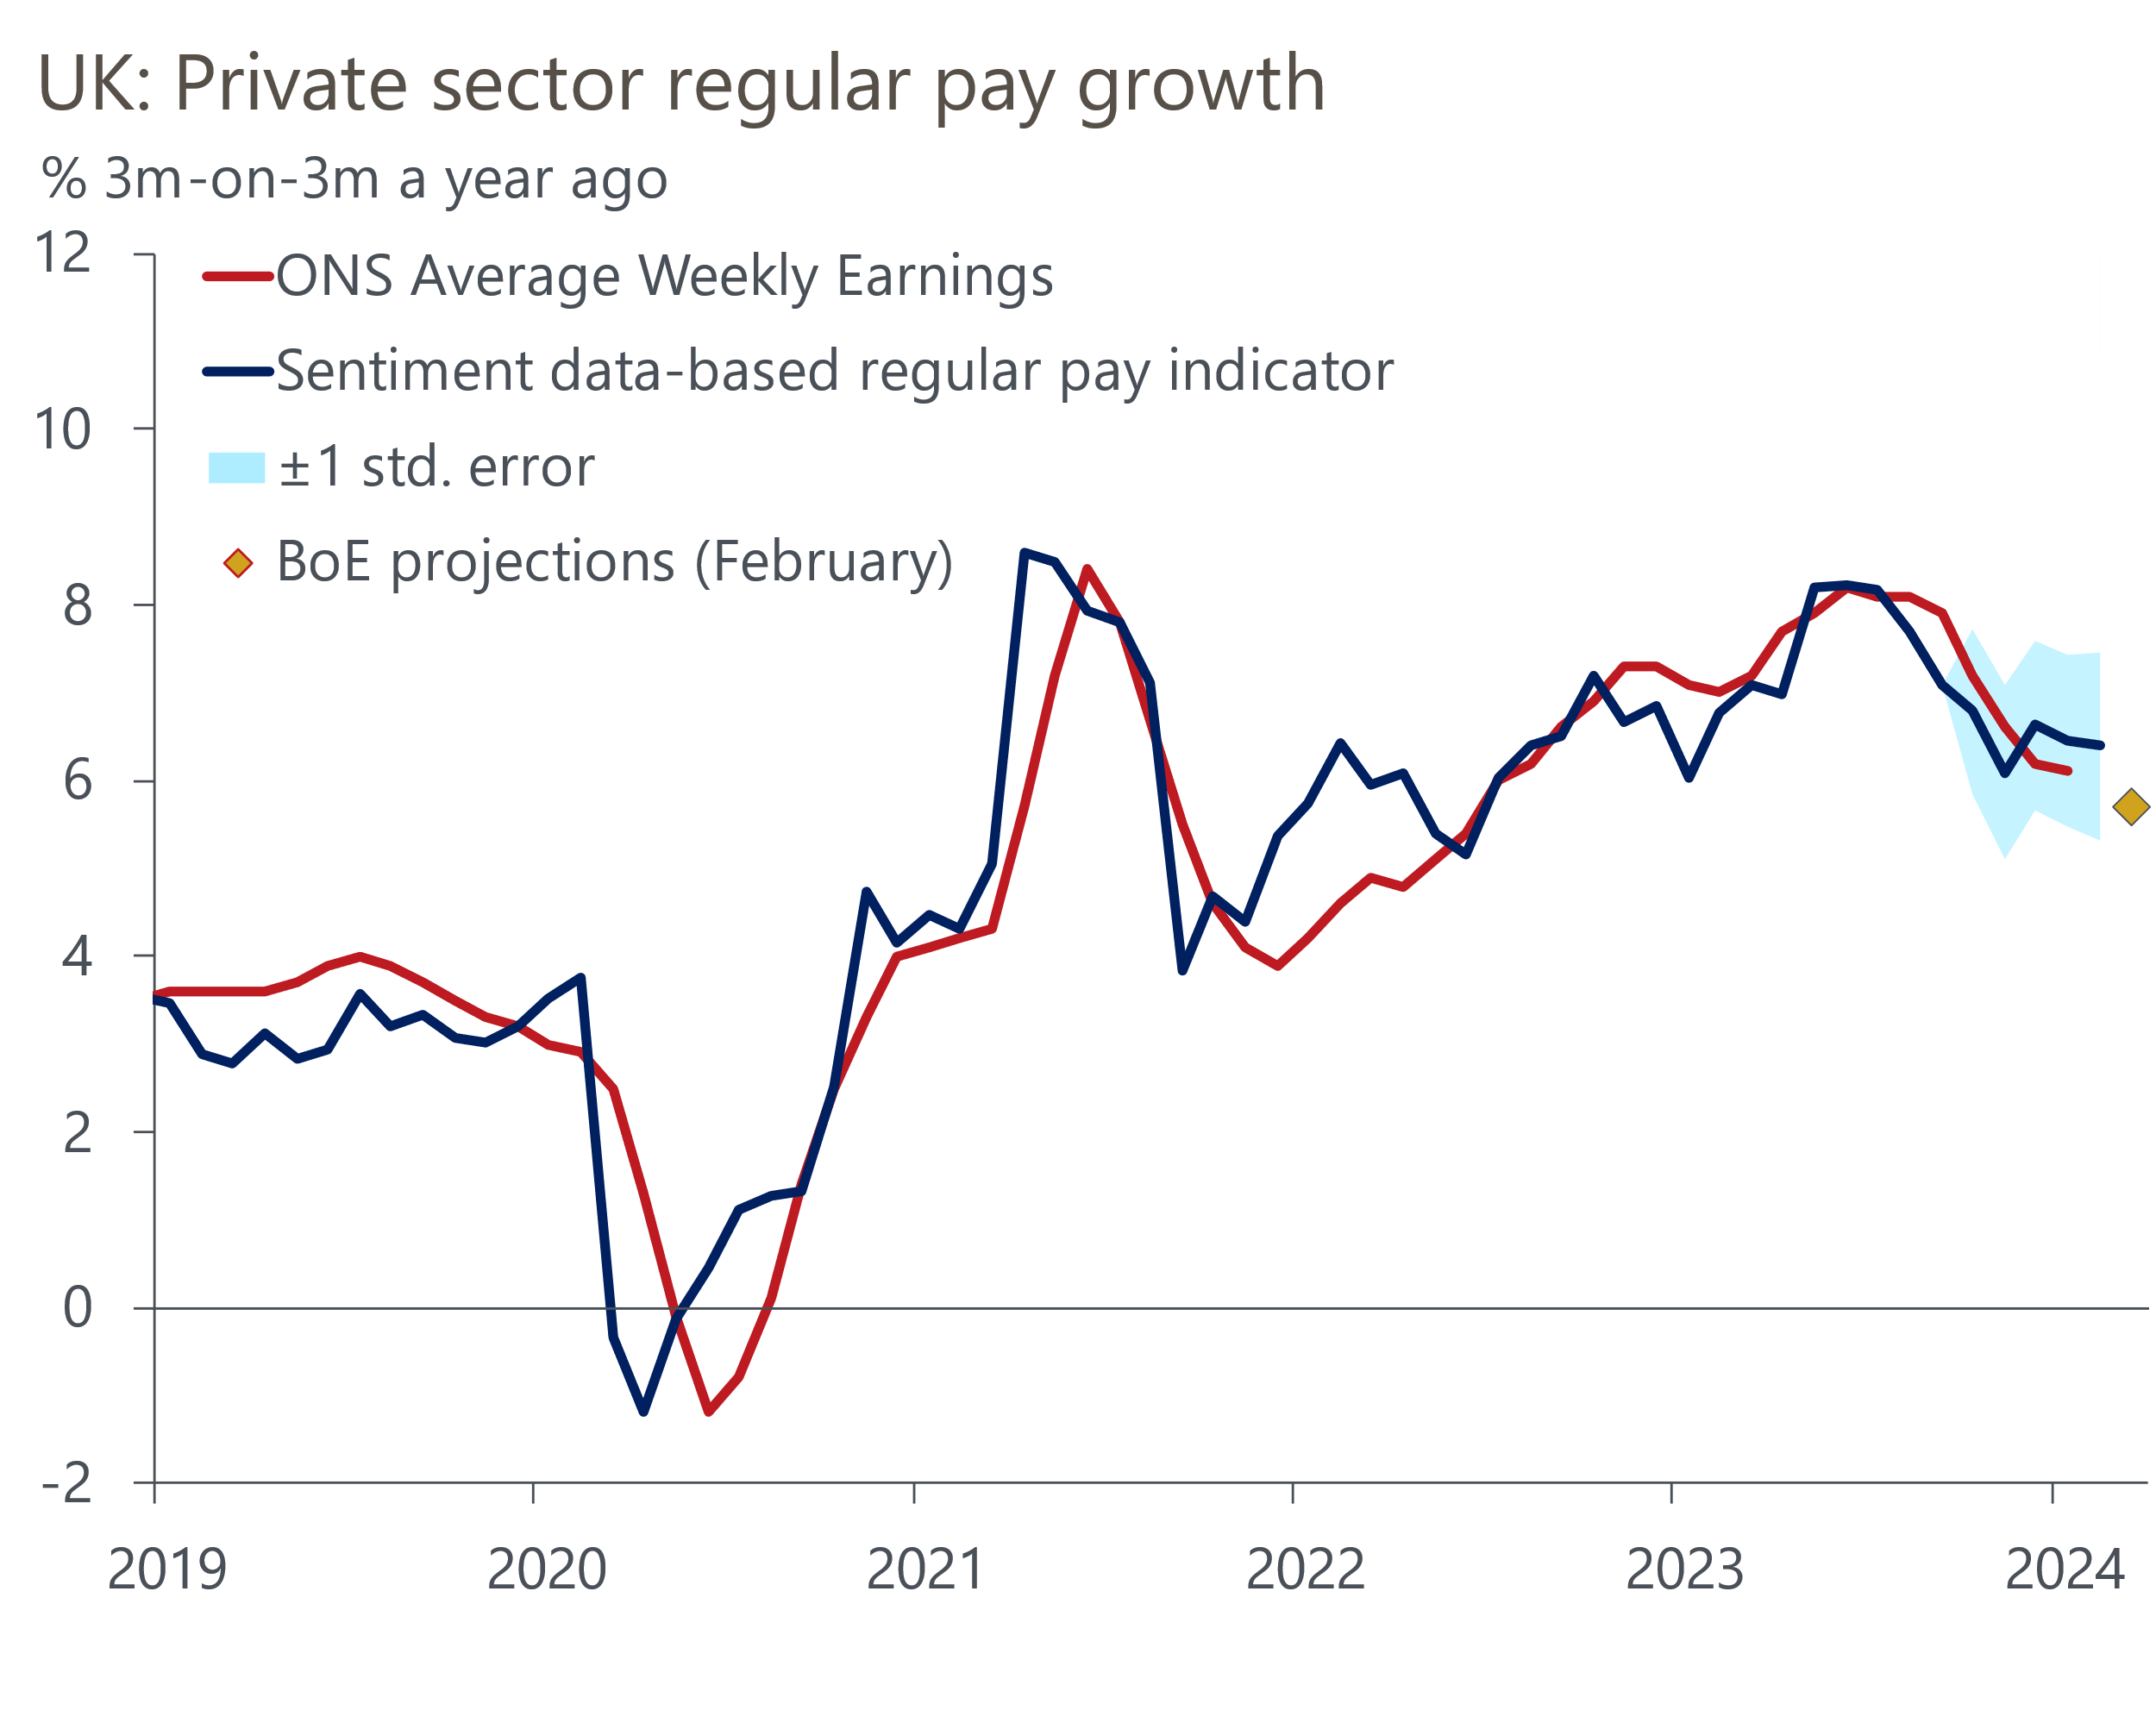 UK: Private sector regular pay growth
% 3m-on-3m a year ago
12
ONS Average Weekly Earnings
Sentiment data-based regular pay indicator
10
±1 std. error
BoE projections (February)
8
6
4
2
0
-2
2019 2020 2021 2022 2023 2024